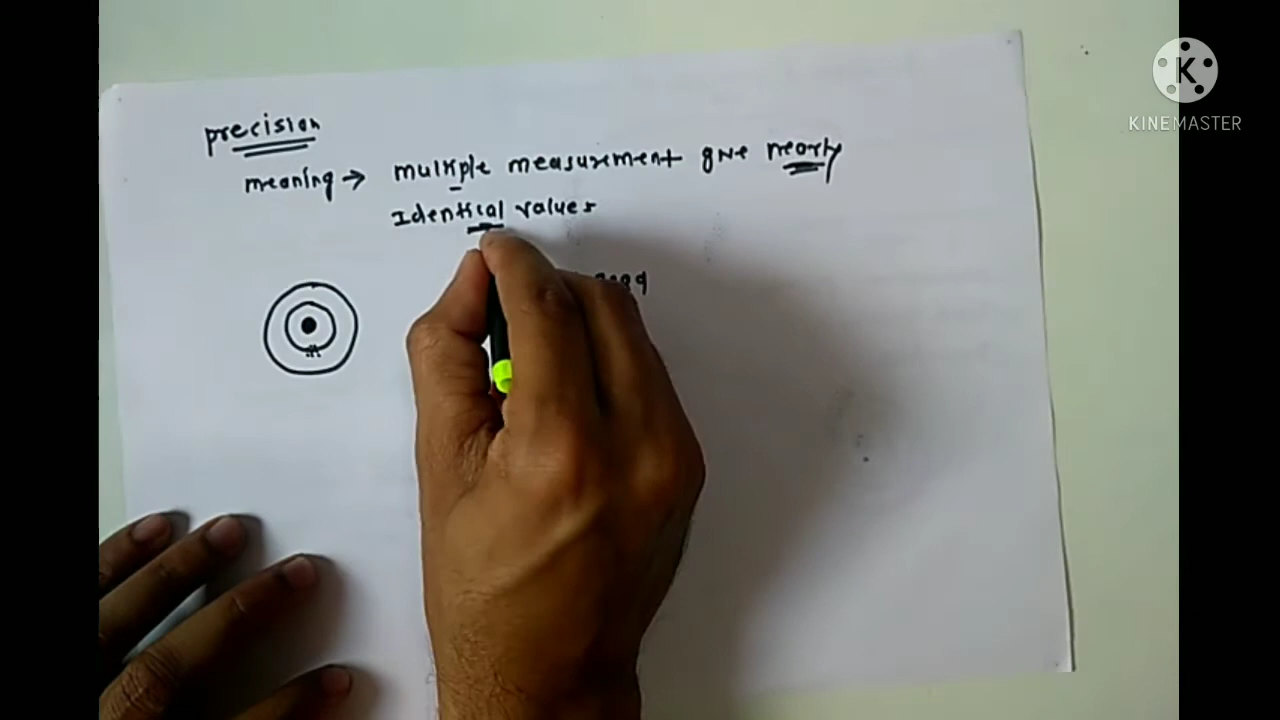 precision
meaning → multiple measurement give nearly
Identical values
KINEMASTER